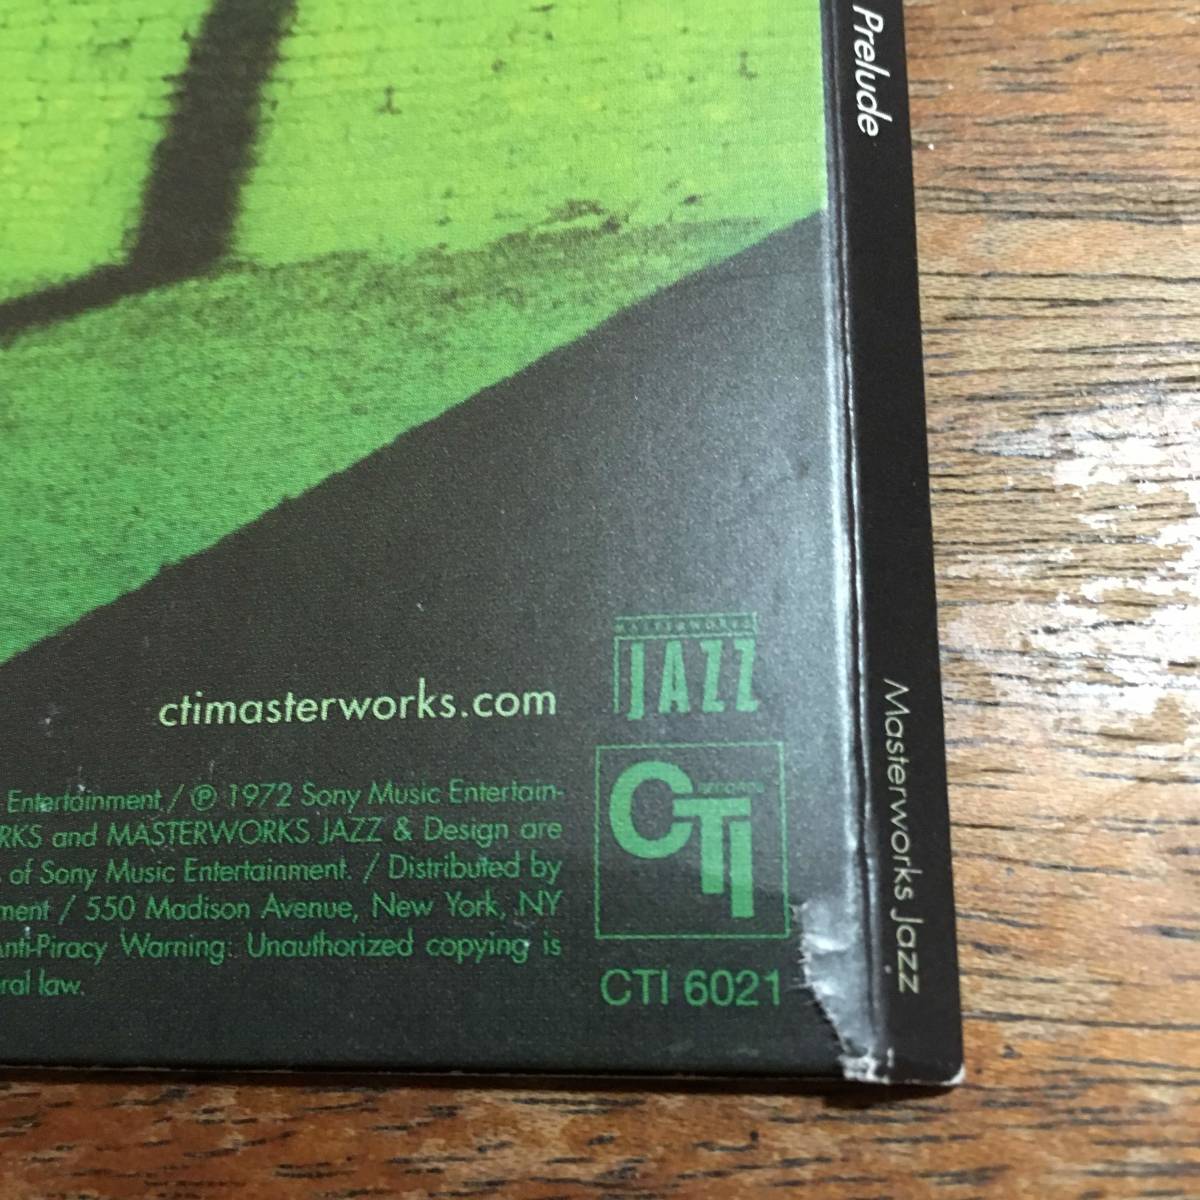 Prelude
Masterworks Jazz
MASTERWORKS
JAZZ
ctimasterworks.com
CTI
RECORDS
CTI 6021
Entertainment / ℗ 1972 Sony Music Entertain-
RKS and MASTERWORKS JAZZ & Design are
of Sony Music Entertainment. / Distributed by
ment / 550 Madison Avenue, New York, NY
Anti-Piracy Warning: Unauthorized copying is
ral law.